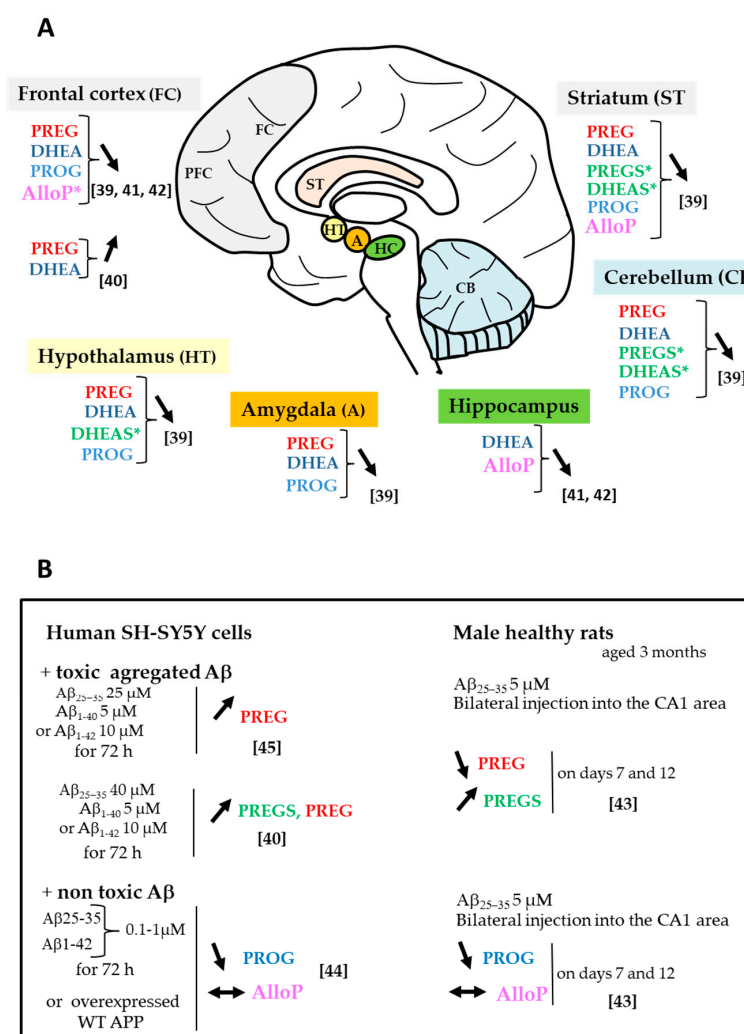 A
Frontal cortex (FC)
PREG
DHEA
PROG
AlloP*
[39, 41, 42]
PREG
DHEA
[40]
FC
PFC
ST
HT
A
HC
CB
Striatum (ST
PREG
DHEA
PREGS*
DHEAS*
PROG
AlloP
[39]
Cerebellum (CB
PREG
DHEA
PREGS*
DHEAS*
PROG
[39]
Hypothalamus (HT)
PREG
DHEA
DHEAS*
PROG
[39]
Amygdala (A)
PREG
DHEA
PROG
[39]
Hippocampus
DHEA
AlloP
[41, 42]
B
Human SH-SY5Y cells
+ toxic agregated Aβ
Aβ25–35 25 µM
Aβ1-40 5 µM
or Aβ1-42 10 µM
for 72 h
PREG
[45]
Aβ25–35 40 µM
Aβ1-40 5 µM
or Aβ1-42 10 µM
for 72 h
PREGS, PREG
[40]
+ non toxic Aβ
Aβ25-35
Aβ1-42
0.1-1µM
for 72 h
or overexpressed
WT APP
PROG
AlloP
[44]
Male healthy rats
aged 3 months
Aβ25–35 5 µM
Bilateral injection into the CA1 area
PREG
PREGS
on days 7 and 12
[43]
Aβ25–35 5 µM
Bilateral injection into the CA1 area
PROG
AlloP
on days 7 and 12
[43]